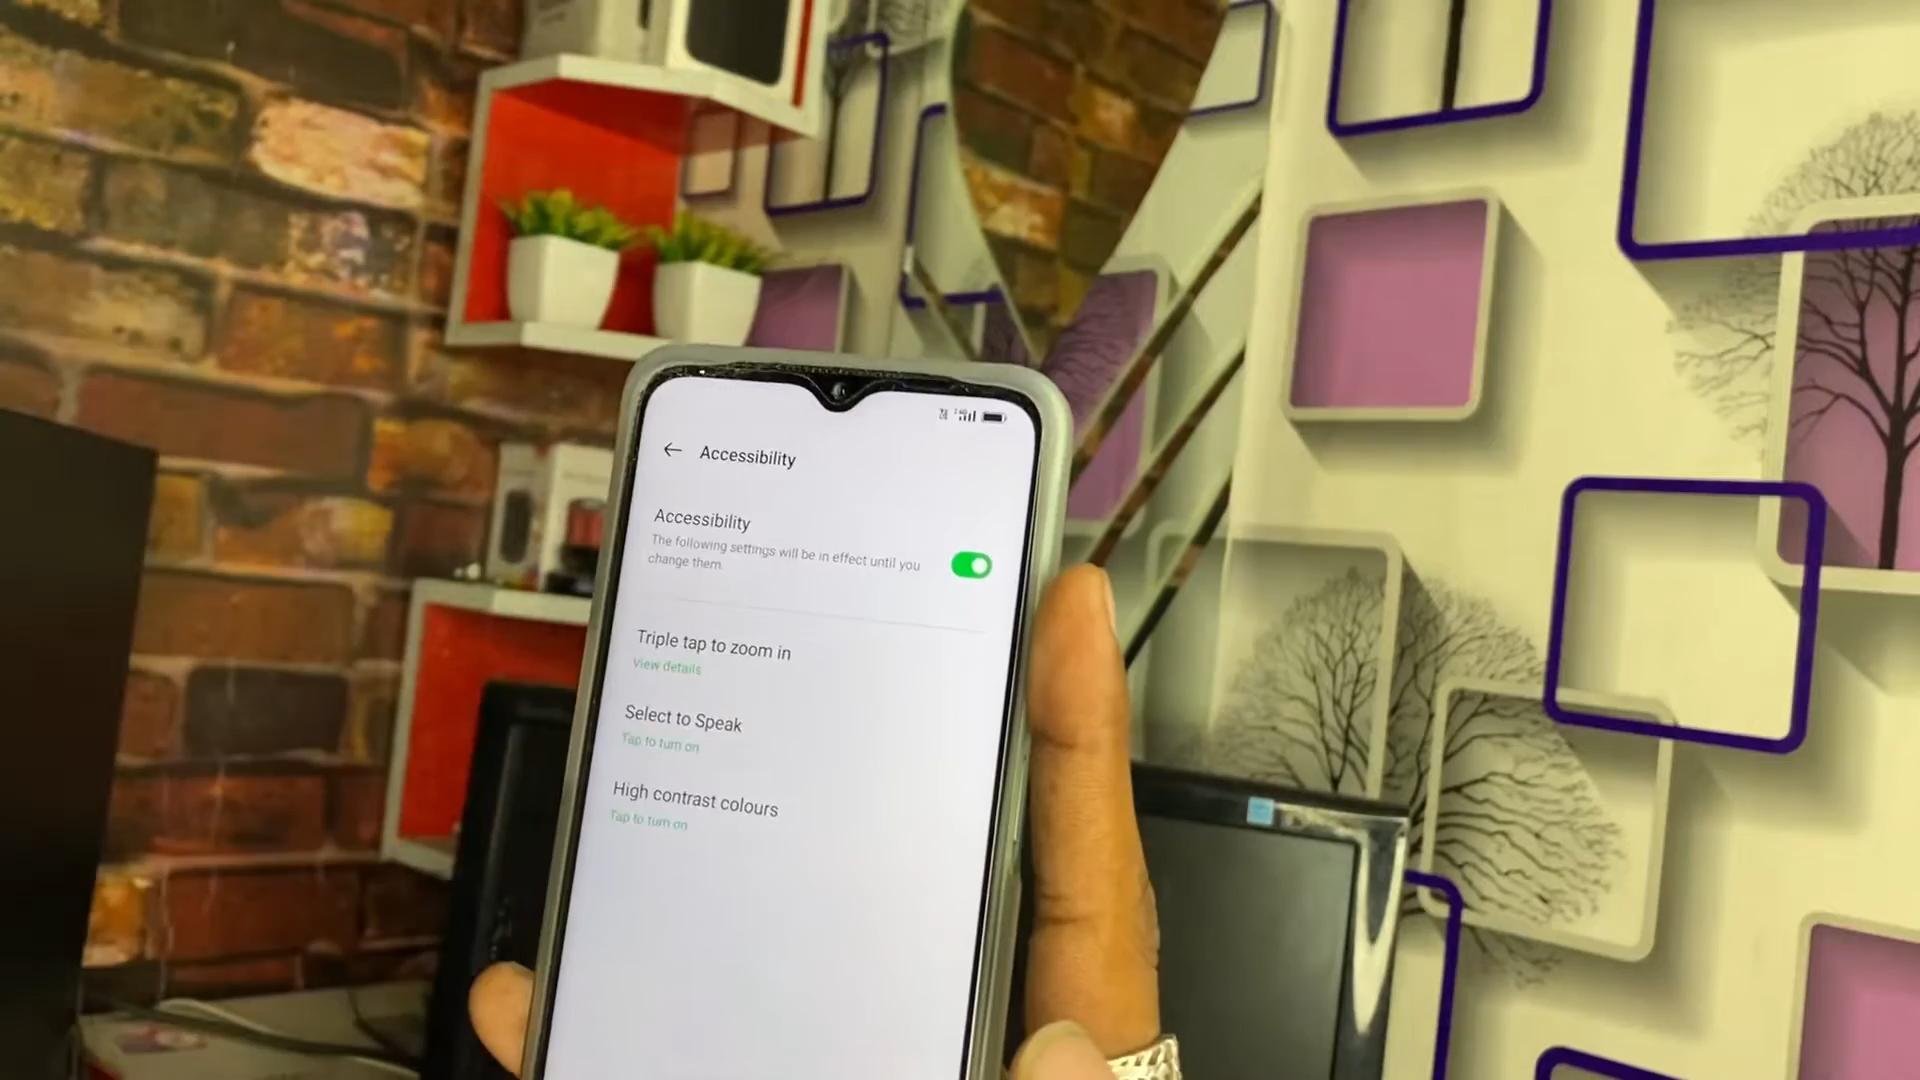 Accessibility
Accessibility
The following settings will be in effect until you
change them.
Triple tap to zoom in
View details
Select to Speak
Tap to turn on
High contrast colours
Tap to turn on